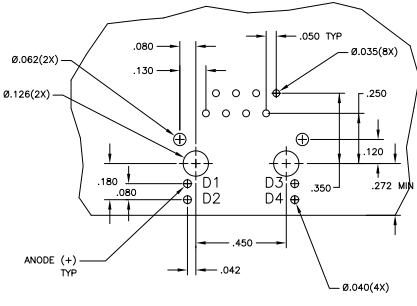 .080
.050 TYP
Ø.062(2X)
Ø.035(8X)
.130
Ø.126(2X)
.250
.120
.180
.080
D1
D3
.350
.272 MIN
D2
D4
.450
ANODE (+)
TYP
.042
Ø.040(4X)